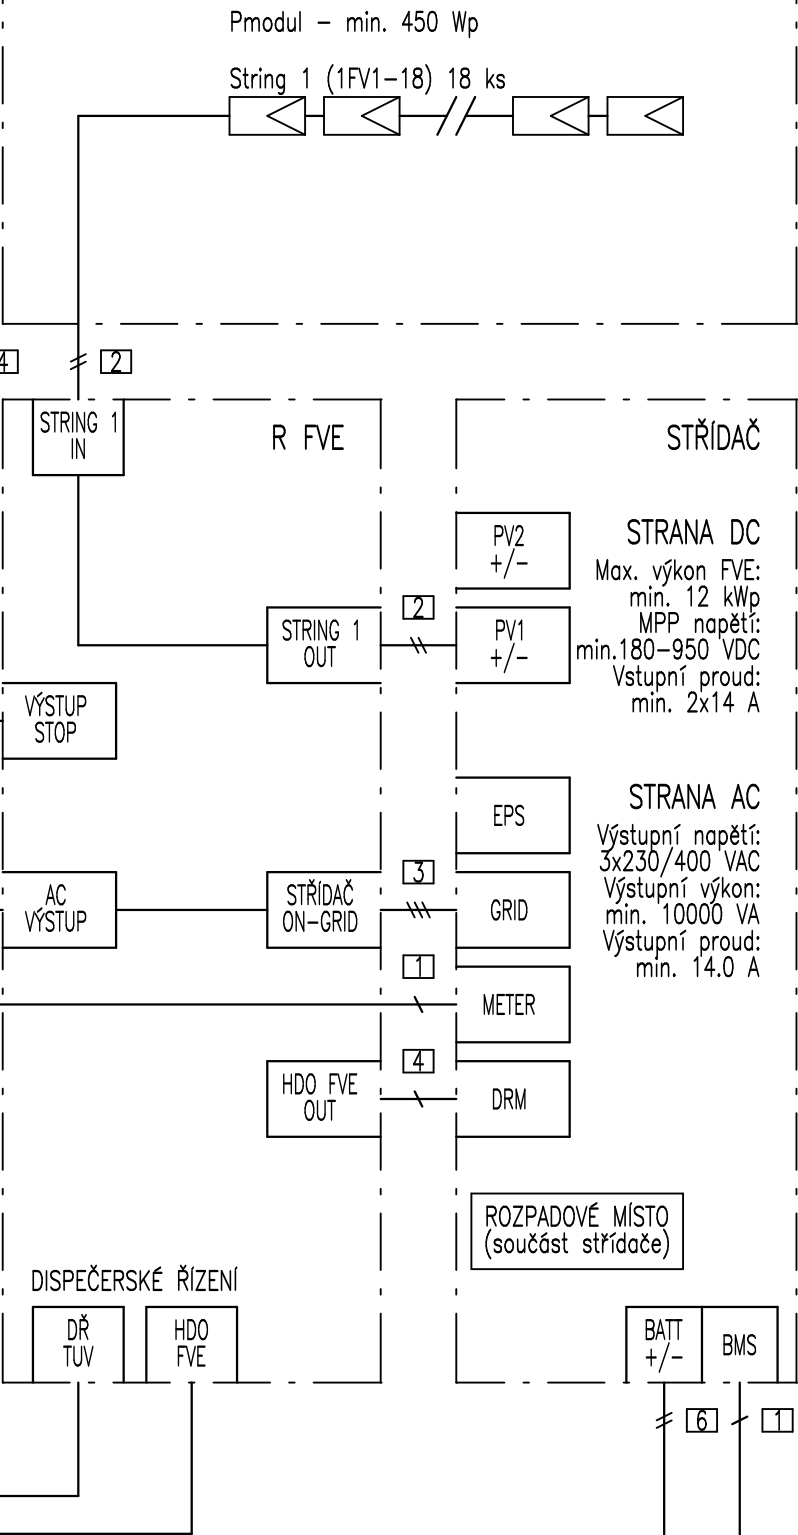 Pmodul – min. 450 Wp
String 1 (1FV1–18) 18 ks
4
2
STRING 1
IN
R FVE
STŘÍDAČ
PV2
+/–
STRANA DC
Max. výkon FVE:
min. 12 kWp
MPP napětí:
min.180–950 VDC
Vstupní proud:
min. 2x14 A
2
STRING 1
OUT
PV1
+/–
VÝSTUP
STOP
EPS
STRANA AC
Výstupní napětí:
3x230/400 VAC
Výstupní výkon:
min. 10000 VA
Výstupní proud:
min. 14.0 A
3
AC
VÝSTUP
STŘÍDAČ
ON–GRID
GRID
1
METER
4
HDO FVE
OUT
DRM
ROZPADOVÉ MÍSTO
(součást střídače)
DISPEČERSKÉ ŘÍZENÍ
DŘ
TUV
HDO
FVE
BATT
+/–
BMS
6
1